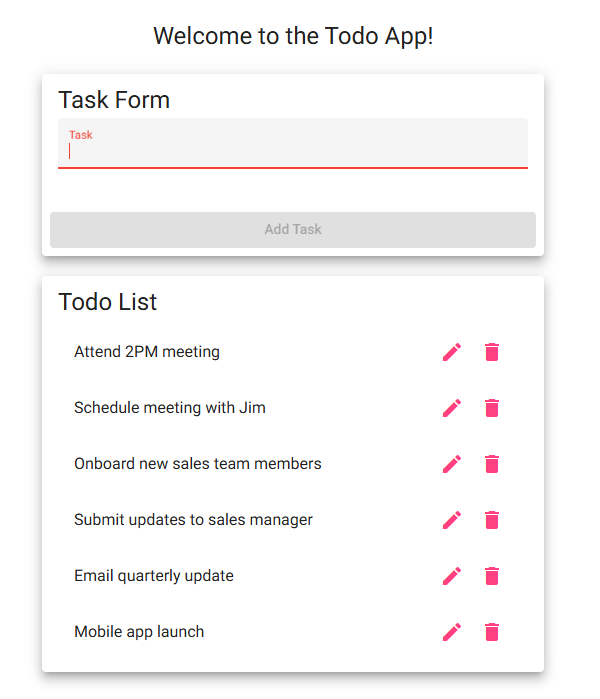 Welcome to the Todo App!
Task Form
Task
Add Task
Todo List
Attend 2PM meeting
Schedule meeting with Jim
Onboard new sales team members
Submit updates to sales manager
Email quarterly update
Mobile app launch